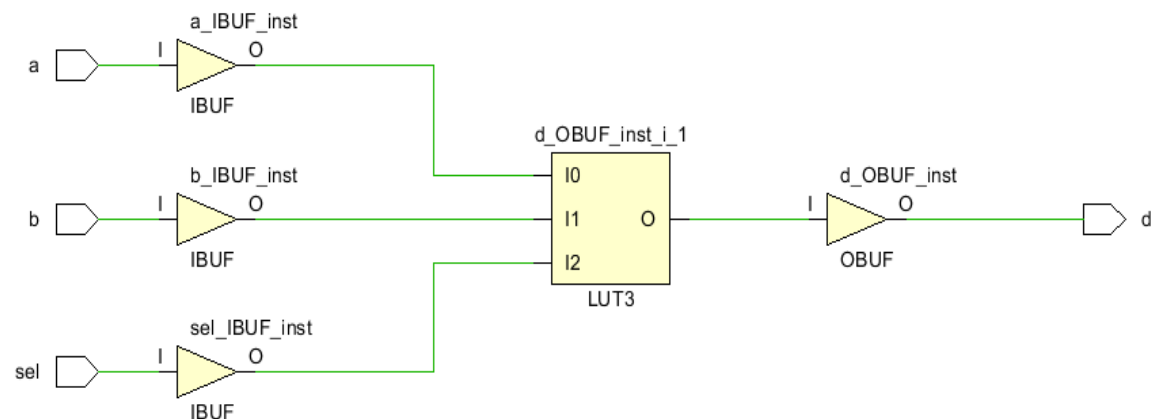 a_IBUF_inst
a
I
O
IBUF
d_OBUF_inst_i_1
b_IBUF_inst
I0
d_OBUF_inst
b
I
O
I1
O
I
O
d
IBUF
I2
OBUF
LUT3
sel_IBUF_inst
sel
I
O
IBUF